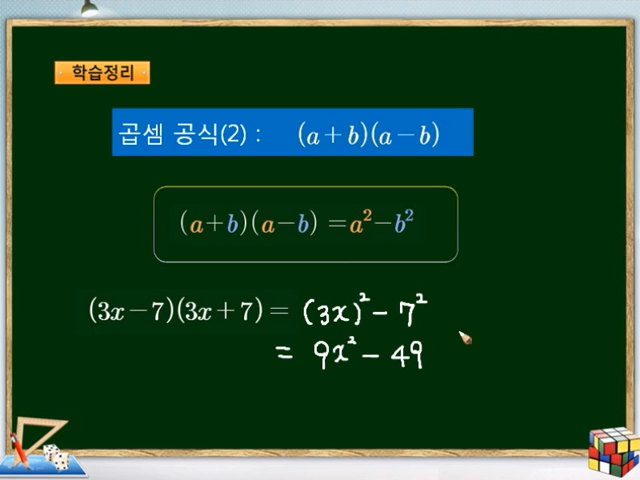 학습정리
곱셈 공식(2) : (a+b)(a−b)
(a+b)(a−b) =a²−b²
(3x−7)(3x+7)= (3x)²−7²
= 9x²−49